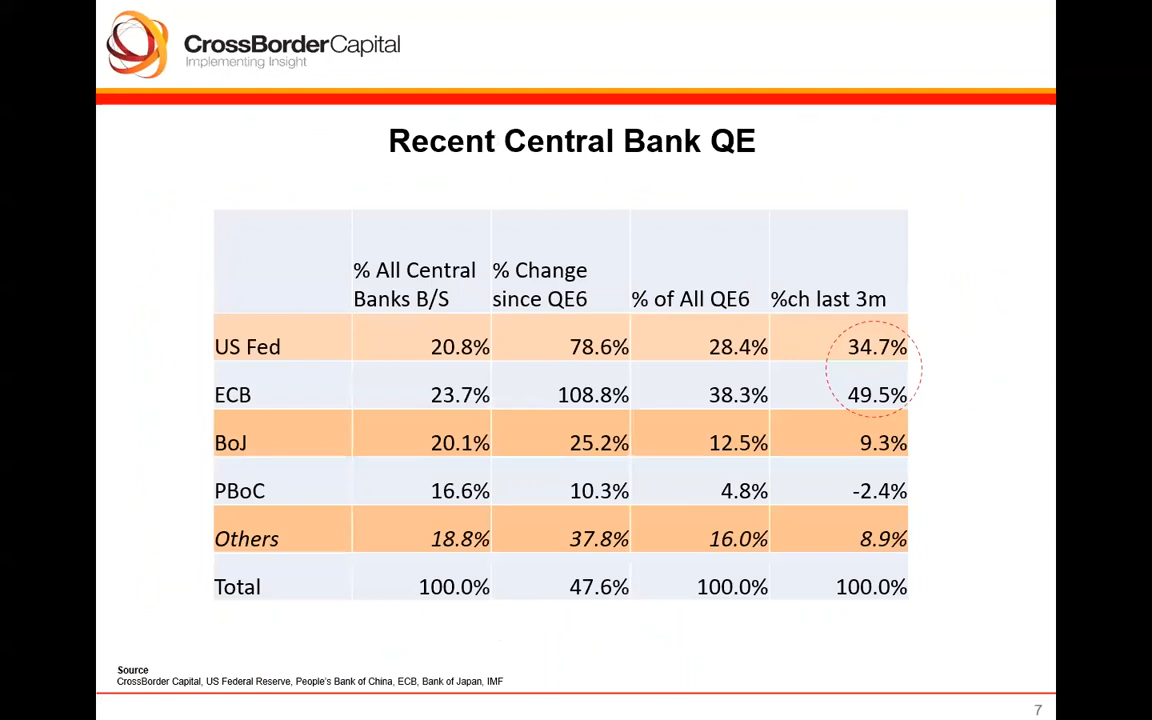 CrossBorderCapital
Implementing Insight
Recent Central Bank QE
% All Central Banks B/S % Change since QE6 % of All QE6 %ch last 3m
US Fed 20.8% 78.6% 28.4% 34.7%
ECB 23.7% 108.8% 38.3% 49.5%
BoJ 20.1% 25.2% 12.5% 9.3%
PBoC 16.6% 10.3% 4.8% -2.4%
Others 18.8% 37.8% 16.0% 8.9%
Total 100.0% 47.6% 100.0% 100.0%
Source
CrossBorder Capital, US Federal Reserve, People's Bank of China, ECB, Bank of Japan, IMF
7